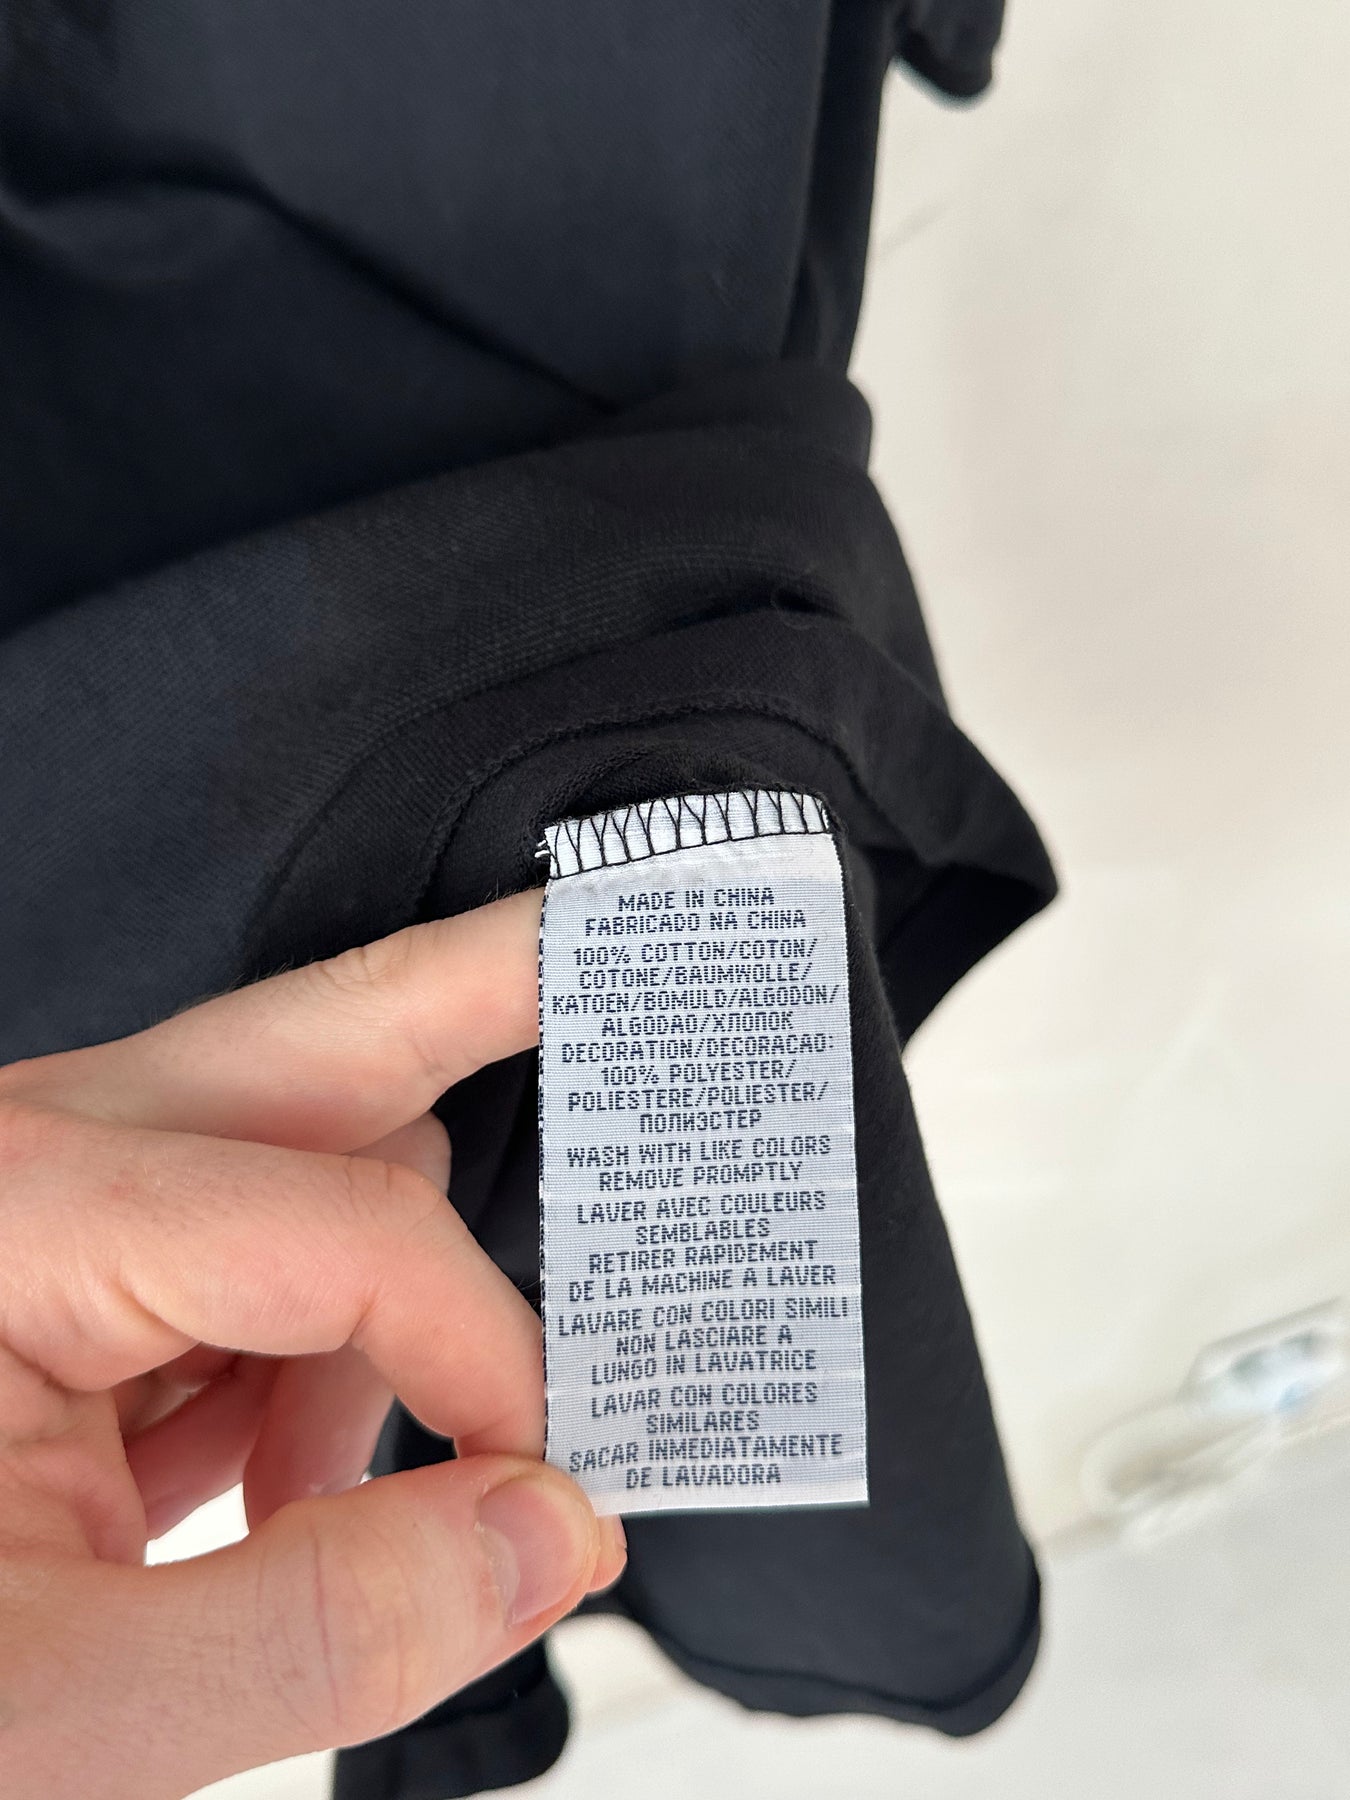 MADE IN CHINA
FABRICADO NA CHINA
100% COTTON/COTON/
COTONE/BAUMWOLLE/
KATOEN/BOMULD/ALGODON/
ALGODAO/ХЛОПОК
DECORATION/DECORACAO:
100% POLYESTER/
POLIESTERE/POLIESTER/
ПОЛИЭСТЕР
WASH WITH LIKE COLORS
REMOVE PROMPTLY
LAVER AVEC COULEURS
SEMBLABLES
RETIRER RAPIDEMENT
DE LA MACHINE A LAVER
LAVARE CON COLORI SIMILI
NON LASCIARE A
LUNGO IN LAVATRICE
LAVAR CON COLORES
SIMILARES
SACAR INMEDIATAMENTE
DE LAVADORA